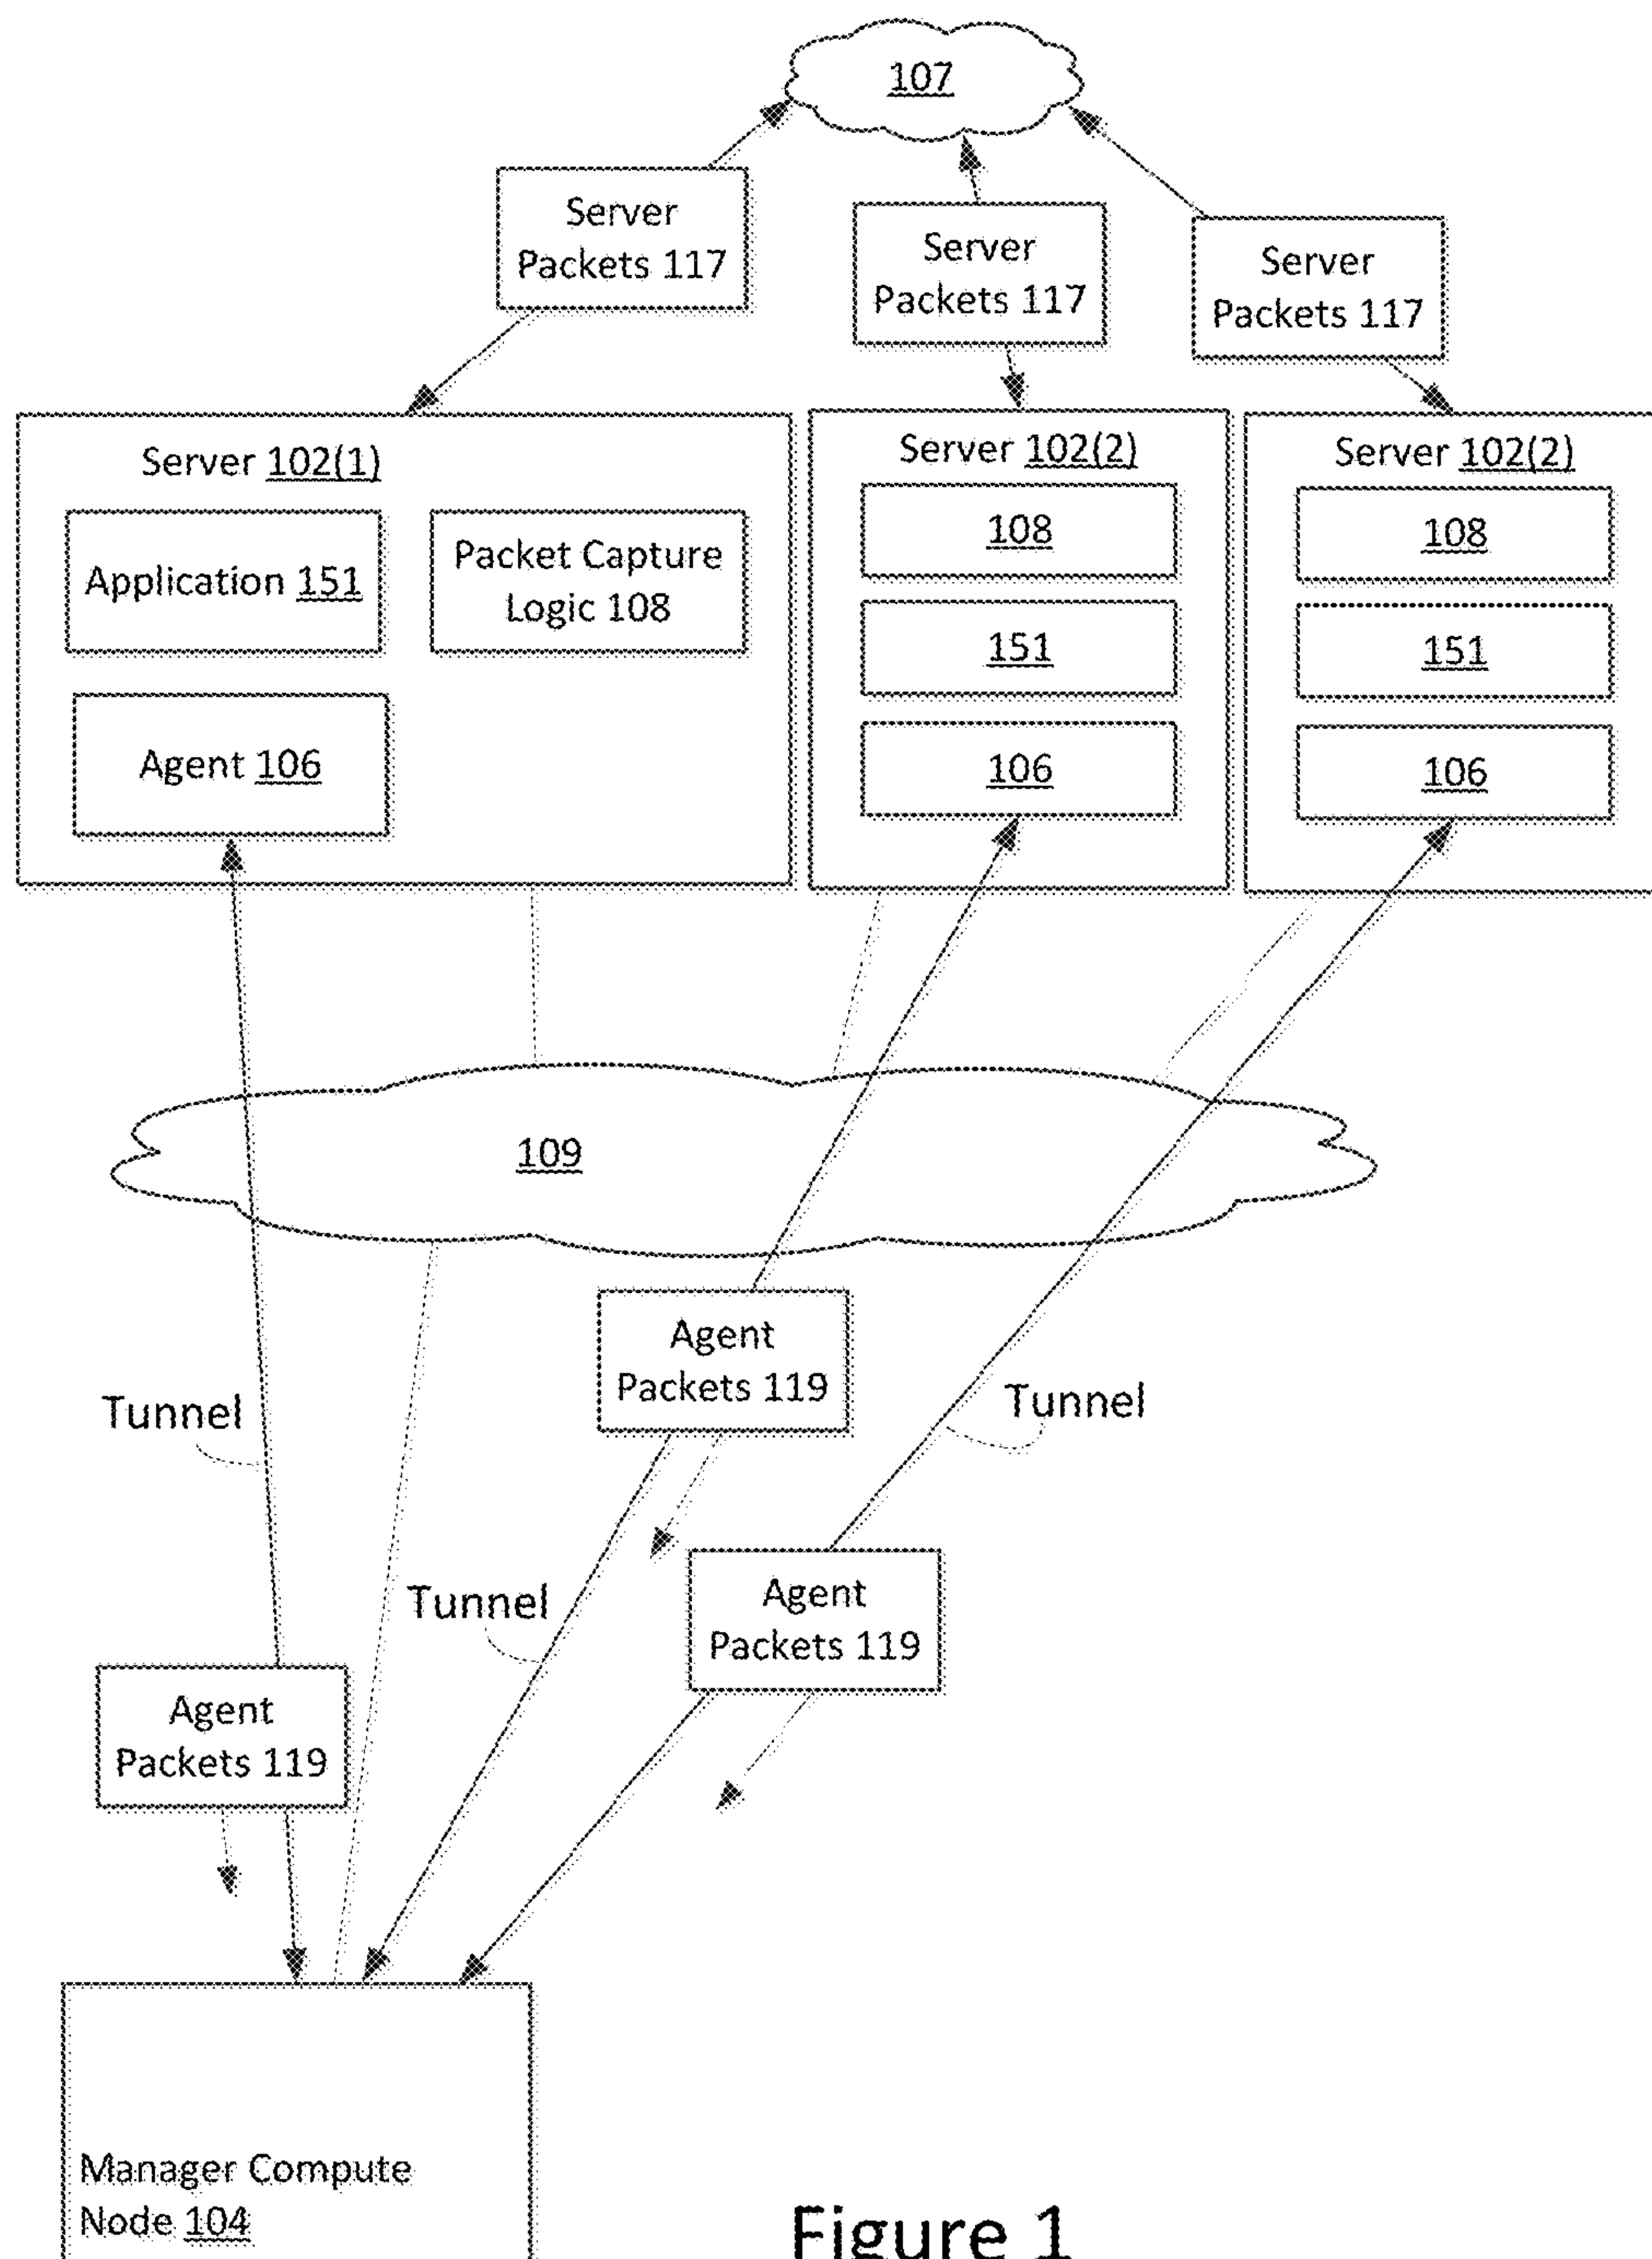 107
Server
Packets 117
Server
Packets 117
Server
Packets 117
Server 102(1)
Application 151
Packet Capture
Logic 108
Agent 106
Server 102(2)
108
151
106
Server 102(2)
108
151
106
109
Agent
Packets 119
Tunnel
Tunnel
Agent
Packets 119
Tunnel
Agent
Packets 119
Manager Compute
Node 104
Figure 1